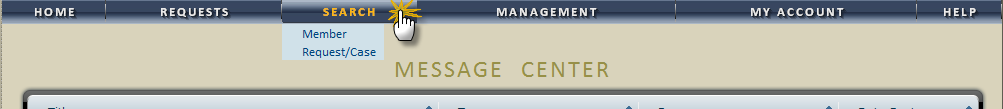 HOME REQUESTS SEARCH MANAGEMENT MY ACCOUNT HELP
Member
Request/Case
MESSAGE CENTER